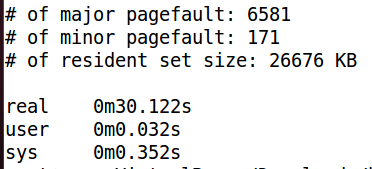 # of major pagefault: 6581
# of minor pagefault: 171
# of resident set size: 26676 KB
real    0m30.122s
user    0m0.032s
sys     0m0.352s